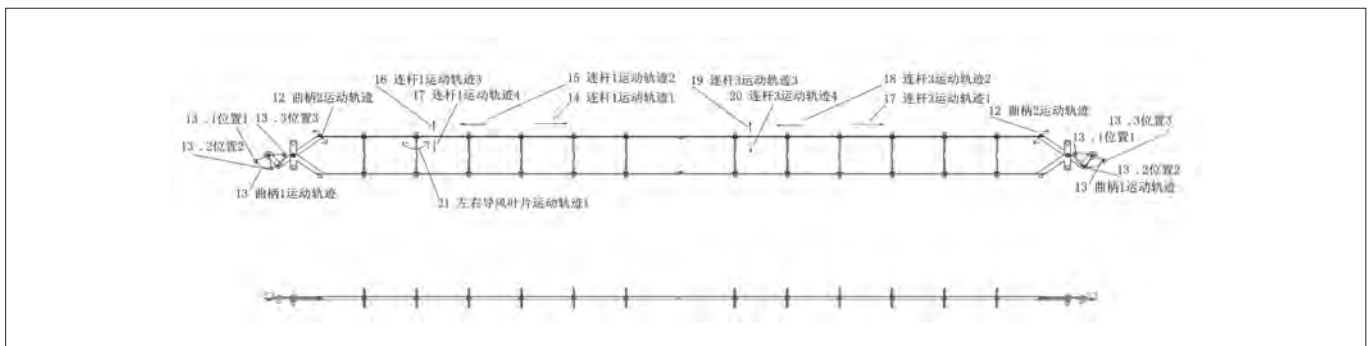 16 连杆1运动轨迹3
15 连杆1运动轨迹2
19 连杆3运动轨迹3
18 连杆3运动轨迹2
12 曲柄2运动轨迹
17 连杆1运动轨迹4
14 连杆1运动轨迹1
20 连杆3运动轨迹4
17 连杆3运动轨迹1
12 曲柄2运动轨迹
13 .1位置1
13 .3位置3
13 .3位置3
13 .1位置1
13 .2位置2
13 .2位置2
13 曲柄1运动轨迹
13 曲柄1运动轨迹
21 左右导风叶片运动轨迹1